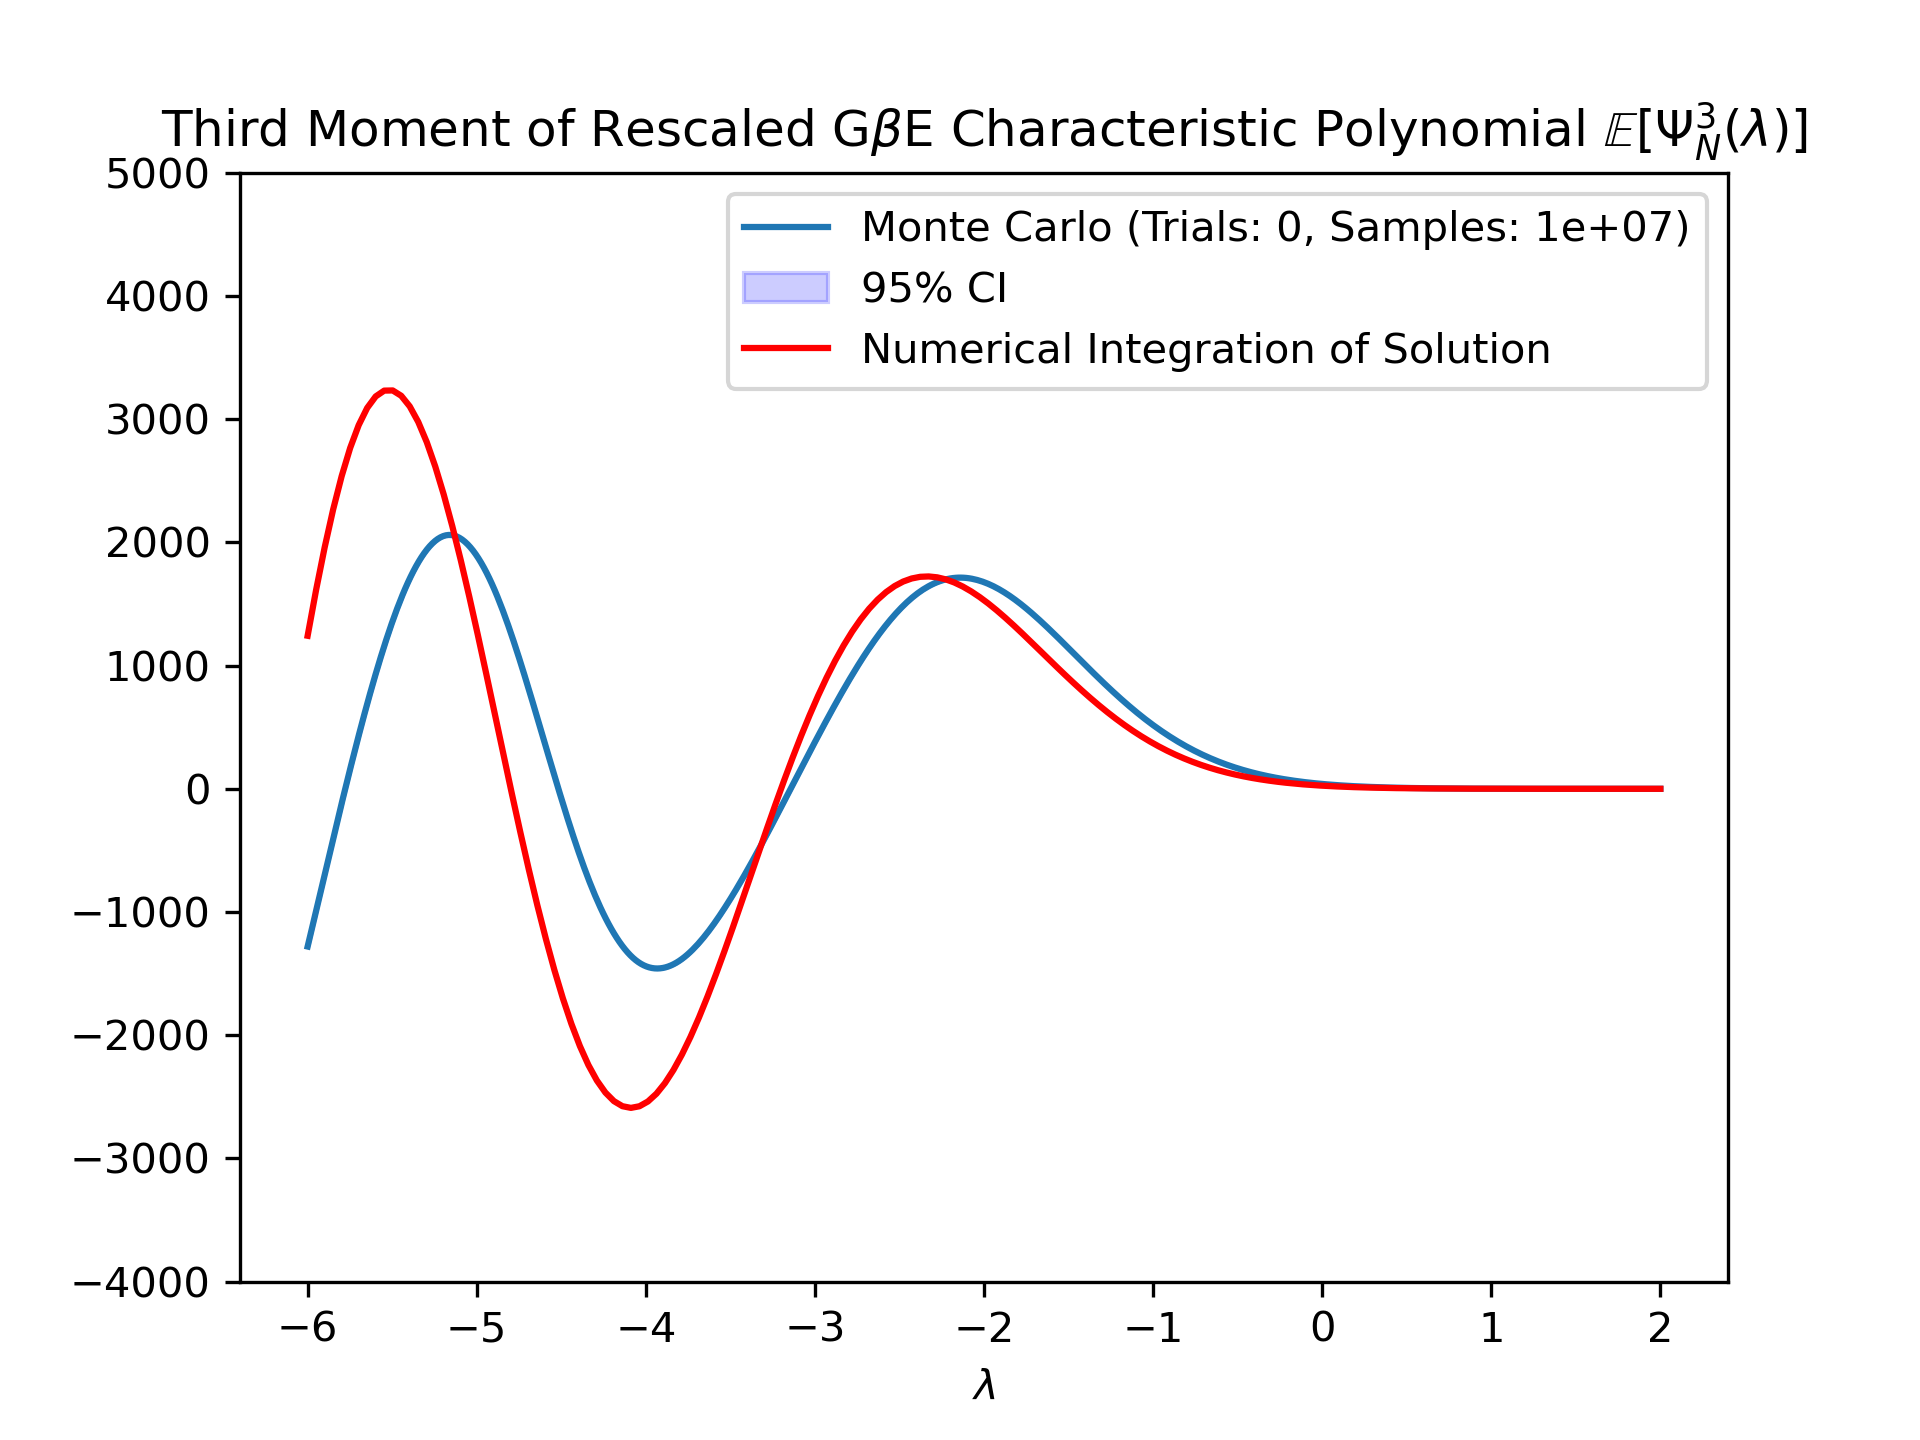 Third Moment of Rescaled GβE Characteristic Polynomial 𝔼[Ψ_N^3(λ)]
5000
4000
3000
2000
1000
0
−1000
−2000
−3000
−4000
Monte Carlo (Trials: 0, Samples: 1e+07)
95% CI
Numerical Integration of Solution
−6 −5 −4 −3 −2 −1 0 1 2
λ